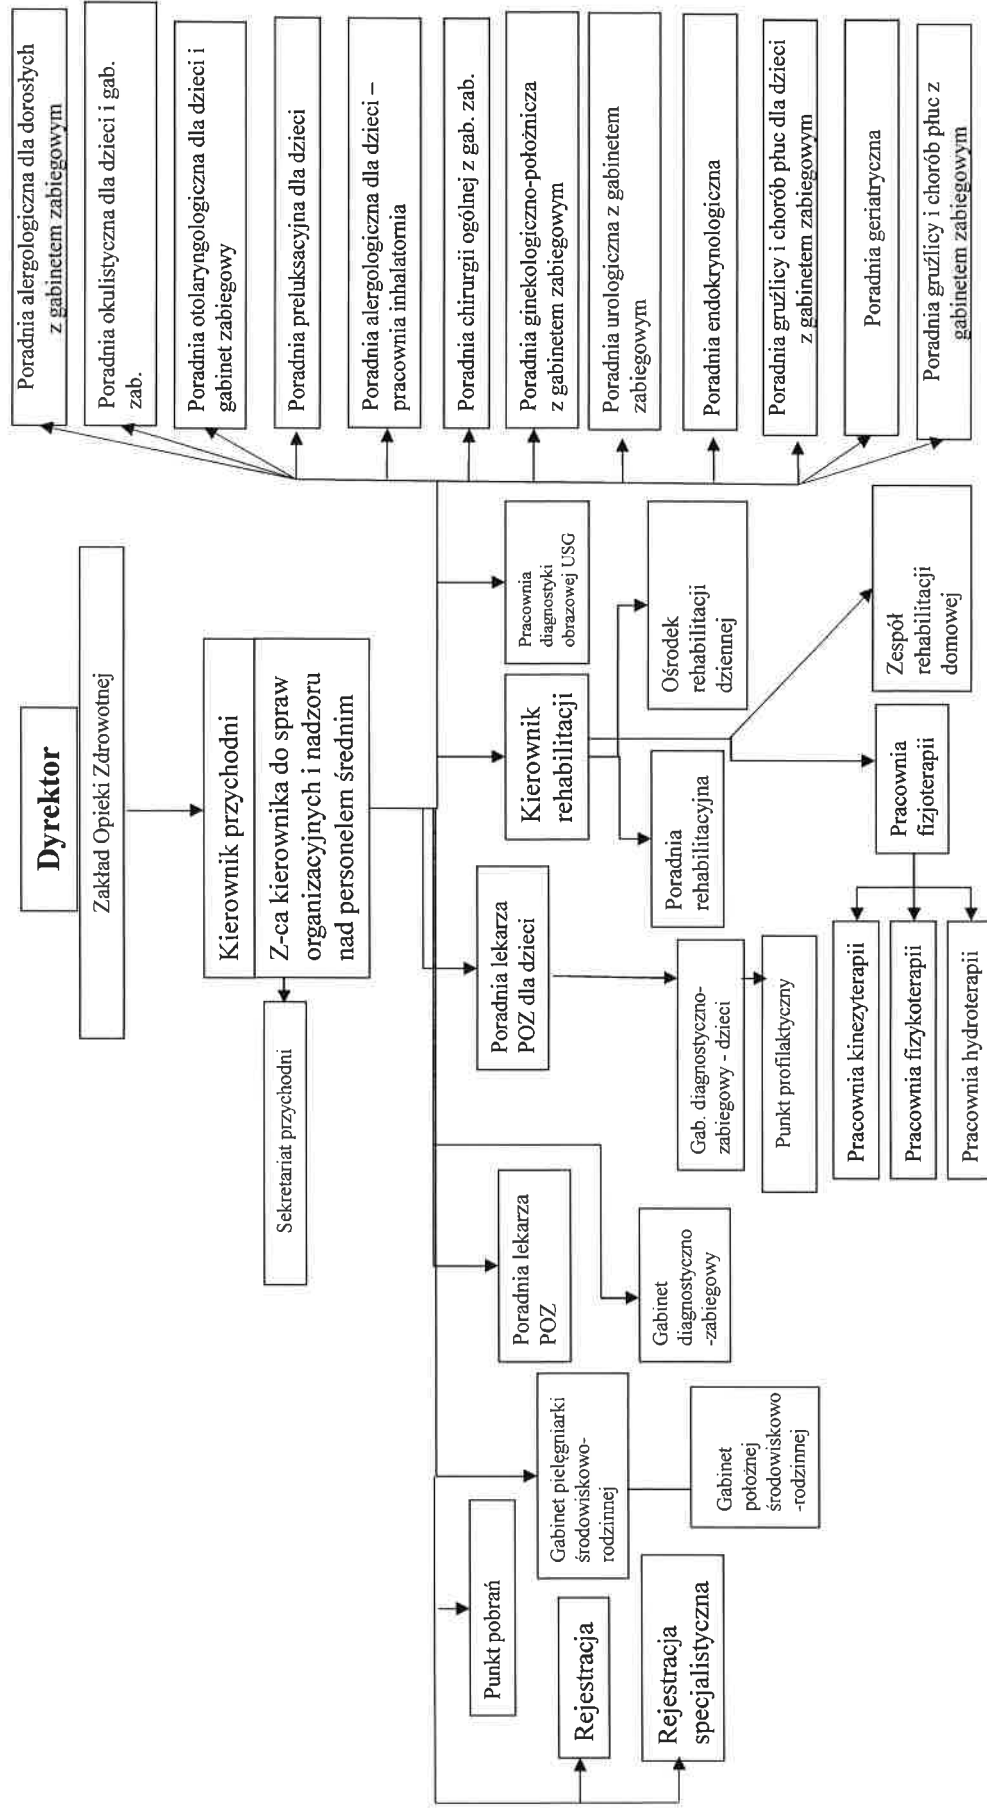 Dyrektor
Zakład Opieki Zdrowotnej
Kierownik przychodni
Z-ca kierownika do spraw
organizacyjnych i nadzoru
nad personelem średnim
Sekretariat przychodni
Punkt pobrań
Rejestracja
Rejestracja
specjalistyczna
Gabinet pielęgniarki
środowiskowo-
rodzinnej
Gabinet
położnej
środowiskowo
-rodzinnej
Poradnia lekarza
POZ
Gabinet
diagnostyczno
-zabiegowy
Poradnia lekarza
POZ dla dzieci
Gab. diagnostyczno-
zabiegowy - dzieci
Punkt profilaktyczny
Kierownik
rehabilitacji
Poradnia
rehabilitacyjna
Ośrodek
rehabilitacji
dziennej
Pracownia
fizjoterapii
Zespół
rehabilitacji
domowej
Pracownia kinezyterapii
Pracownia fizykoterapii
Pracownia hydroterapii
Pracownia
diagnostyki
obrazowej USG
Poradnia alergologiczna dla dorosłych
z gabinetem zabiegowym
Poradnia okulistyczna dla dzieci i gab.
zab.
Poradnia otolaryngologiczna dla dzieci i
gabinet zabiegowy
Poradnia preluksacyjna dla dzieci
Poradnia alergologiczna dla dzieci –
pracownia inhalatornia
Poradnia chirurgii ogólnej z gab. zab.
Poradnia ginekologiczno-położnicza
z gabinetem zabiegowym
Poradnia urologiczna z gabinetem
zabiegowym
Poradnia endokrynologiczna
Poradnia gruźlicy i chorób płuc dla dzieci
z gabinetem zabiegowym
Poradnia geriatryczna
Poradnia gruźlicy i chorób płuc z
gabinetem zabiegowym